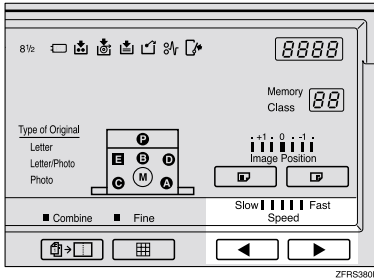 8½
8888
Memory
Class 88
Type of Original
Letter
Letter/Photo
Photo
P
E B D
C M A
+1 0 -1
Image Position
Slow Fast
Speed
Combine Fine
ZFRS380